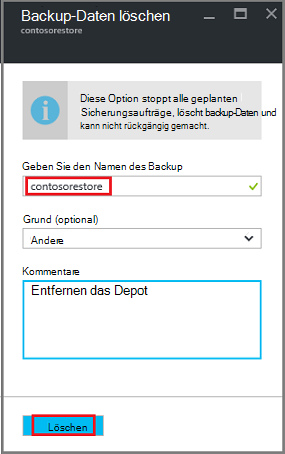 Backup-Daten löschen
contosorestore
Diese Option stoppt alle geplanten
Sicherungsaufträge, löscht backup-Daten und
kann nicht rückgängig gemacht.
Geben Sie den Namen des Backup
contosorestore
Grund (optional)
Andere
Kommentare
Entfernen das Depot
Löschen